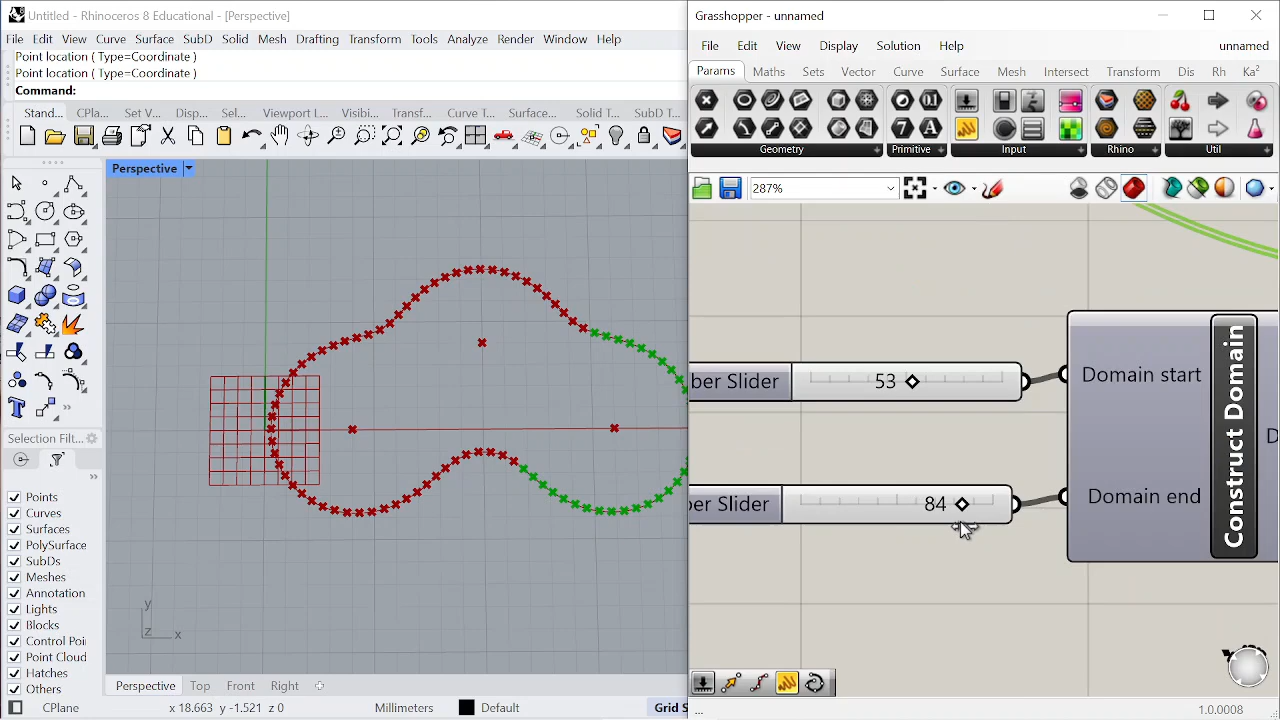 Untitled - Rhinoceros 8 Educational - [Perspective]
File Edit View Curve Surface SubD Solid Mesh Drafting Transform Tools Analyze Render Window Help
Point location ( Type=Coordinate )
Point location ( Type=Coordinate )
Command:
Stand... CPlane Set V... Disp... Sel... Viewport l Visibi Transf... Curve T... Surfac Solid T... SubD T...
Perspective
Selection Filt...
Points
Curves
Surfaces
PolySurface
SubDs
Meshes
Annotation
Lights
Blocks
Control Poi
Point Cloud
Hatches
Others
y
z x
Perspective Top Front Right
CPlane x 18.663 y -1.521 z 0 Millimeters Default Grid S
Grasshopper - unnamed
File Edit View Display Solution Help unnamed
Params Maths Sets Vector Curve Surface Mesh Intersect Transform Dis Rh Ka²
Geometry Primitive Input Rhino Util
287%
ber Slider 53
Domain start
Construct Domain
D
er Slider 84
Domain end
... 1.0.0008